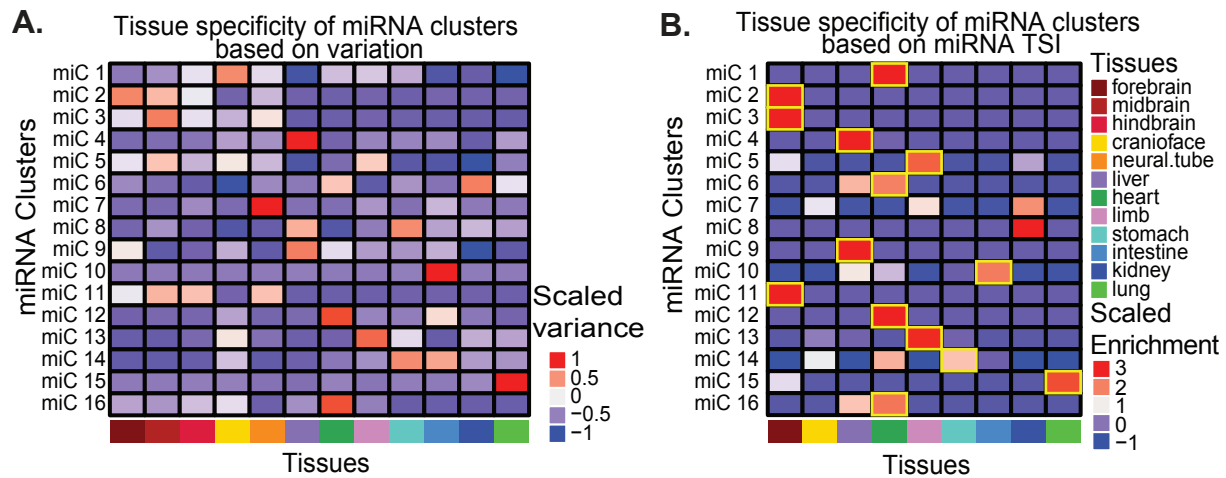 A.
Tissue specificity of miRNA clusters
based on variation
miRNA Clusters
miC 1
miC 2
miC 3
miC 4
miC 5
miC 6
miC 7
miC 8
miC 9
miC 10
miC 11
miC 12
miC 13
miC 14
miC 15
miC 16
Tissues
Scaled
variance
1
0.5
0
−0.5
−1
B.
Tissue specificity of miRNA clusters
based on miRNA TSI
miRNA Clusters
miC 1
miC 2
miC 3
miC 4
miC 5
miC 6
miC 7
miC 8
miC 9
miC 10
miC 11
miC 12
miC 13
miC 14
miC 15
miC 16
Tissues
Tissues
forebrain
midbrain
hindbrain
cranioface
neural.tube
liver
heart
limb
stomach
intestine
kidney
lung
Scaled
Enrichment
3
2
1
0
−1